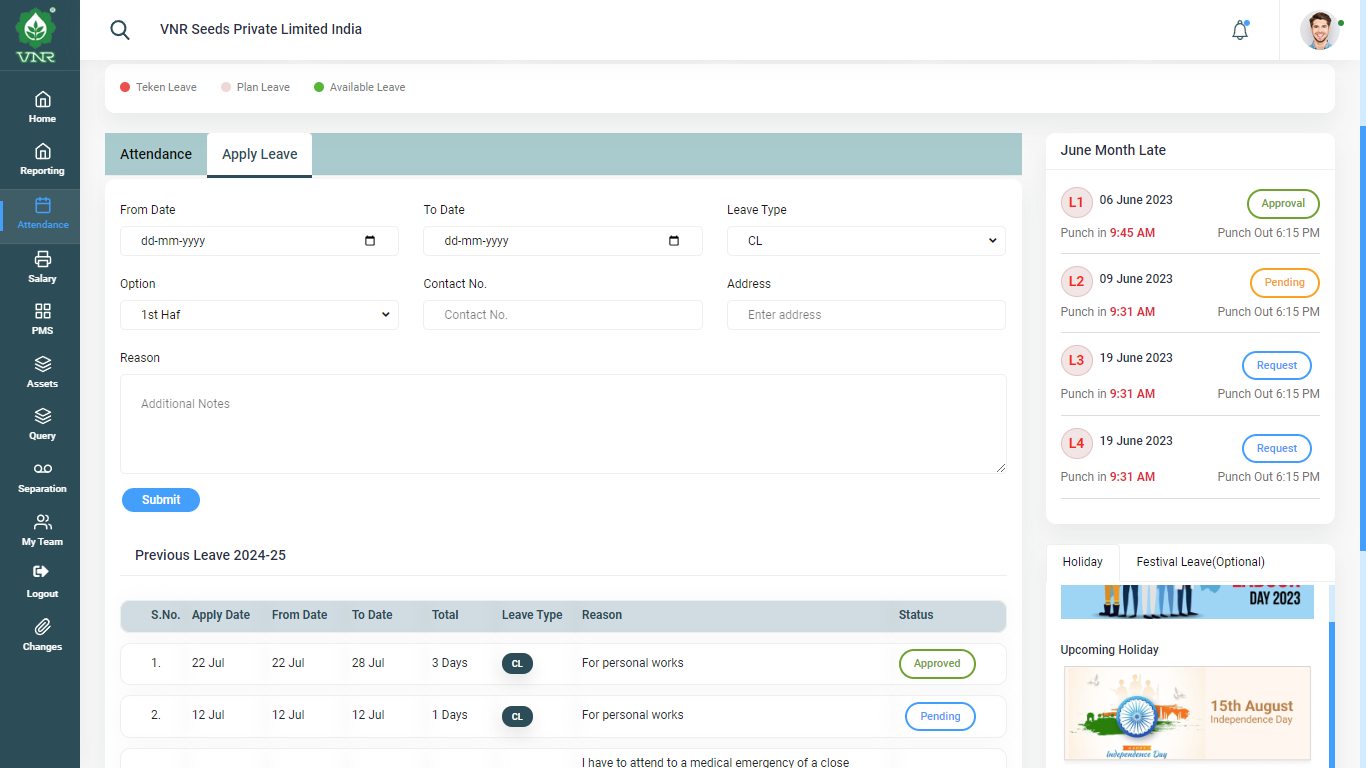 VNR
VNR Seeds Private Limited India
Home
Reporting
Attendance
Salary
PMS
Assets
Query
Separation
My Team
Logout
Changes
Teken Leave
Plan Leave
Available Leave
Attendance
Apply Leave
From Date
To Date
Leave Type
dd-mm-yyyy
dd-mm-yyyy
CL
Option
Contact No.
Address
1st Haf
Contact No.
Enter address
Reason
Additional Notes
Submit
Previous Leave 2024-25
S.No. Apply Date From Date To Date Total Leave Type Reason Status
1. 22 Jul 22 Jul 28 Jul 3 Days CL For personal works Approved
2. 12 Jul 12 Jul 12 Jul 1 Days CL For personal works Pending
I have to attend to a medical emergency of a close
June Month Late
L1 06 June 2023 Approval
Punch in 9:45 AM Punch Out 6:15 PM
L2 09 June 2023 Pending
Punch in 9:31 AM Punch Out 6:15 PM
L3 19 June 2023 Request
Punch in 9:31 AM Punch Out 6:15 PM
L4 19 June 2023 Request
Punch in 9:31 AM Punch Out 6:15 PM
Holiday
Festival Leave(Optional)
LABOUR
DAY 2023
Upcoming Holiday
15th August
Independence Day
HAPPY
Independence Day